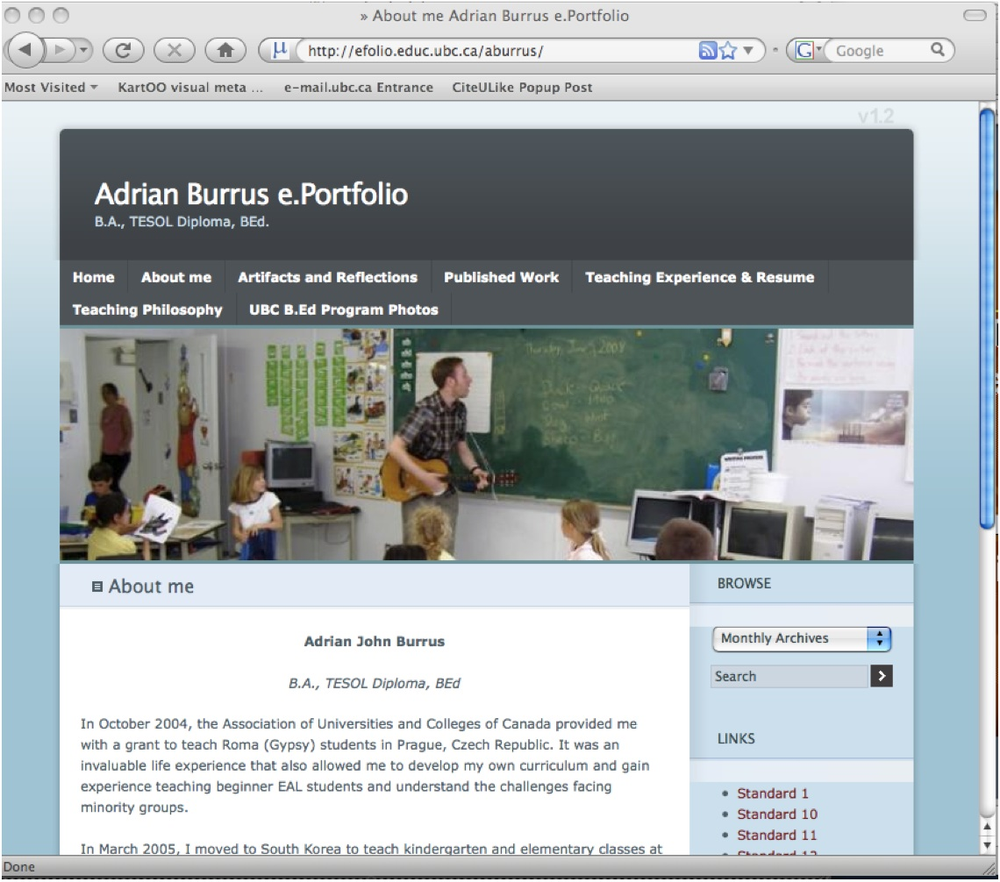 » About me Adrian Burrus e.Portfolio
http://efolio.educ.ubc.ca/aburrus/
G
Google
Most Visited
KartOO visual meta ...
e-mail.ubc.ca Entrance
CiteULike Popup Post
v1.2
Adrian Burrus e.Portfolio
B.A., TESOL Diploma, BEd.
Home
About me
Artifacts and Reflections
Published Work
Teaching Experience & Resume
Teaching Philosophy
UBC B.Ed Program Photos
About me
Adrian John Burrus
B.A., TESOL Diploma, BEd
In October 2004, the Association of Universities and Colleges of Canada provided me
with a grant to teach Roma (Gypsy) students in Prague, Czech Republic. It was an
invaluable life experience that also allowed me to develop my own curriculum and gain
experience teaching beginner EAL students and understand the challenges facing
minority groups.
In March 2005, I moved to South Korea to teach kindergarten and elementary classes at
BROWSE
Monthly Archives
Search
LINKS
Standard 1
Standard 10
Standard 11
Standard 12
Done